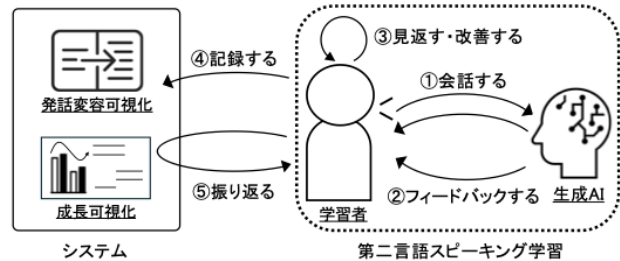 ③見返す・改善する
④記録する
①会話する
発話変容可視化
⑤振り返る
②フィードバックする
生成AI
成長可視化
学習者
システム
第二言語スピーキング学習